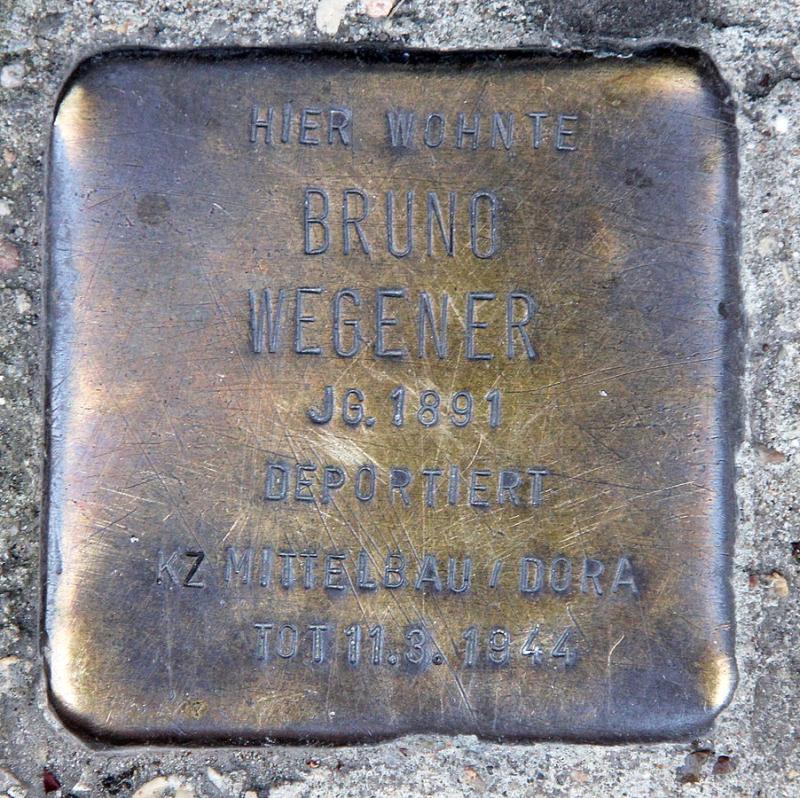 HIER WOHNTE
BRUNO
WEGENER
JG. 1891
DEPORTIERT
KZ MITTELBAU / DORA
TOT 11.3.1944